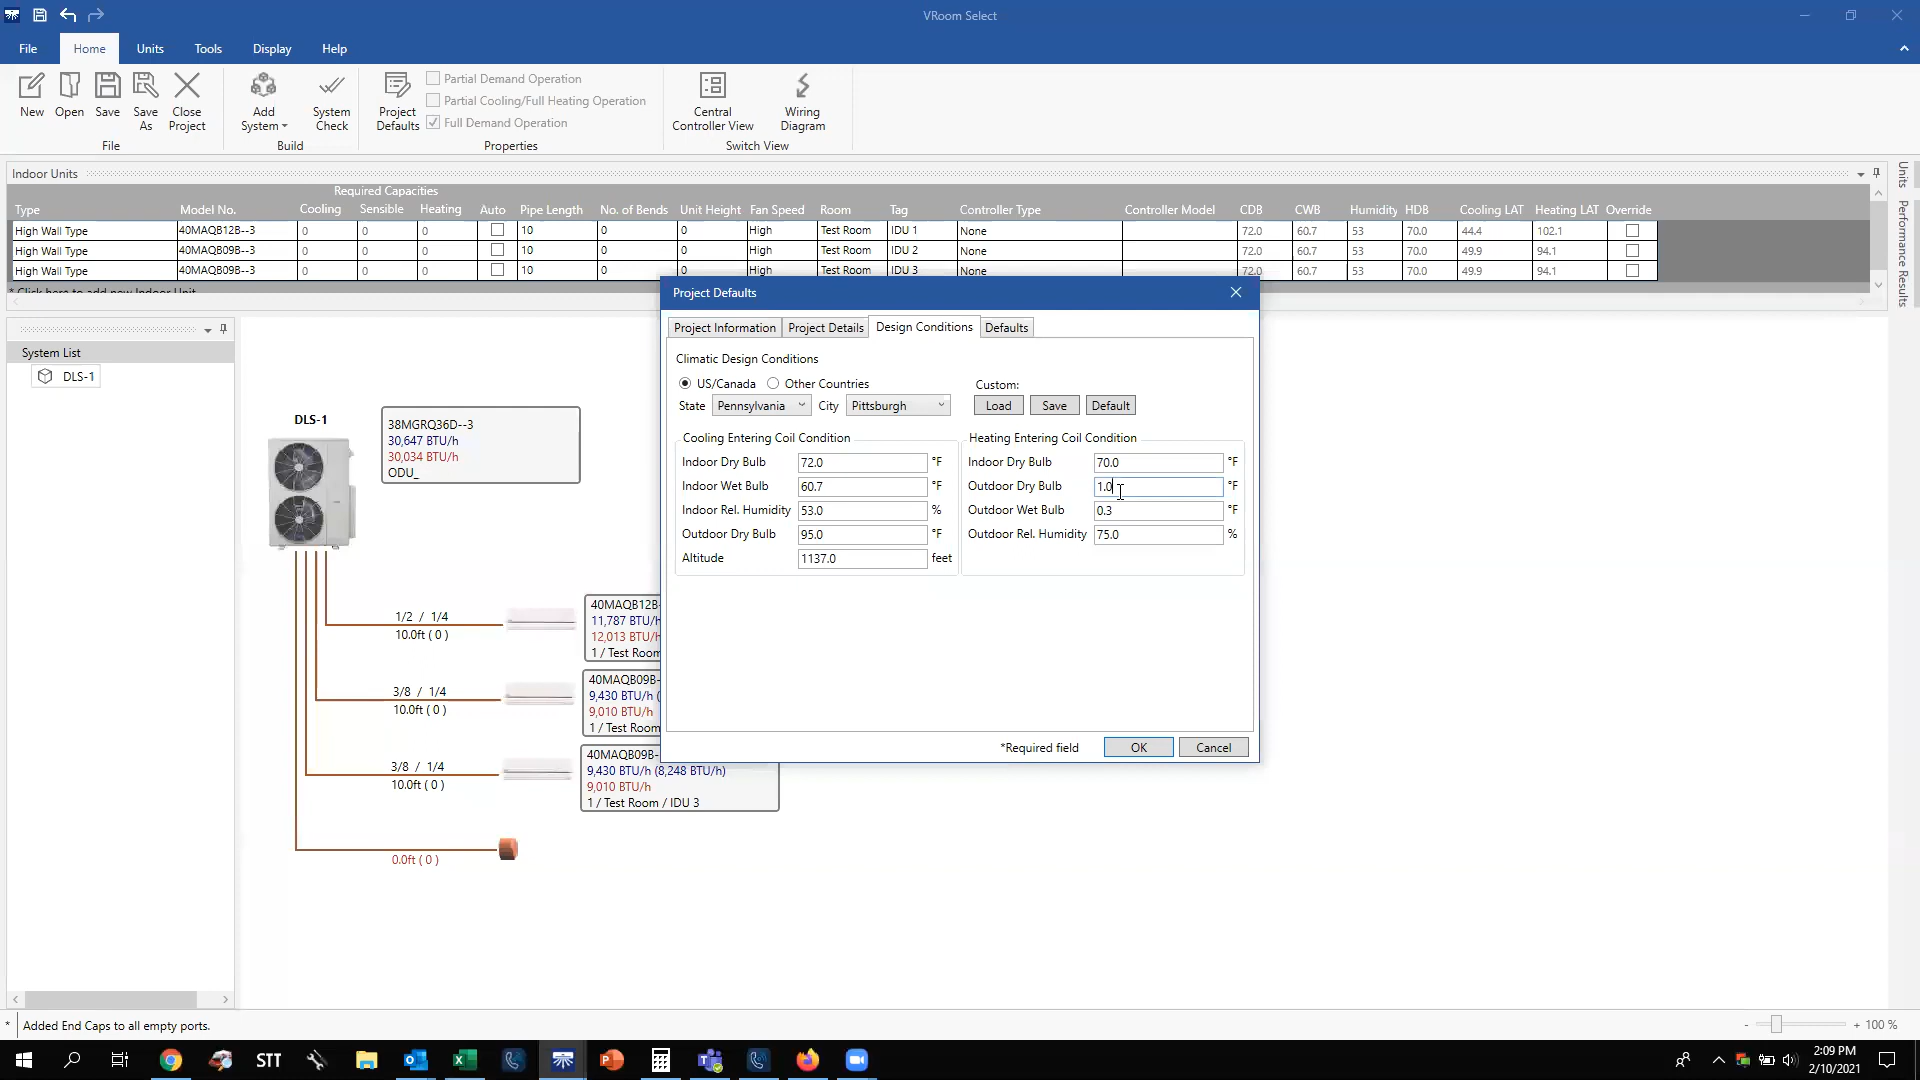 VRoom Select
File Home Units Tools Display Help
New Open Save Save As Close Project Add System System Check Project Defaults Partial Demand Operation Partial Cooling/Full Heating Operation Full Demand Operation Central Controller View Wiring Diagram
File Build Properties Switch View
Indoor Units
Required Capacities
Type Model No. Cooling Sensible Heating Auto Pipe Length No. of Bends Unit Height Fan Speed Room Tag Controller Type Controller Model CDB CWB Humidity HDB Cooling LAT Heating LAT Override
High Wall Type 40MAQB12B--3 0 0 0 10 0 0 High Test Room IDU 1 None 72.0 60.7 53 70.0 44.4 102.1
High Wall Type 40MAQB09B--3 0 0 0 10 0 0 High Test Room IDU 2 None 72.0 60.7 53 70.0 49.9 94.1
High Wall Type 40MAQB09B--3 0 0 0 10 0 0 High Test Room IDU 3 None 72.0 60.7 53 70.0 49.9 94.1
* Click here to add new Indoor Unit
Units
Performance Results
System List
DLS-1
DLS-1
38MGRQ36D--3
30,647 BTU/h
30,034 BTU/h
ODU_
1/2 / 1/4
10.0ft ( 0 )
40MAQB12B-
11,787 BTU/h
12,013 BTU/h
1 / Test Room
3/8 / 1/4
10.0ft ( 0 )
40MAQB09B-
9,430 BTU/h (
9,010 BTU/h
1 / Test Room
3/8 / 1/4
10.0ft ( 0 )
40MAQB09B-
9,430 BTU/h (8,248 BTU/h)
9,010 BTU/h
1 / Test Room / IDU 3
0.0ft ( 0 )
Project Defaults
Project Information Project Details Design Conditions Defaults
Climatic Design Conditions
US/Canada Other Countries Custom:
State Pennsylvania City Pittsburgh Load Save Default
Cooling Entering Coil Condition
Indoor Dry Bulb 72.0 °F
Indoor Wet Bulb 60.7 °F
Indoor Rel. Humidity 53.0 %
Outdoor Dry Bulb 95.0 °F
Altitude 1137.0 feet
Heating Entering Coil Condition
Indoor Dry Bulb 70.0 °F
Outdoor Dry Bulb 1.0 °F
Outdoor Wet Bulb 0.3 °F
Outdoor Rel. Humidity 75.0 %
*Required field OK Cancel
* Added End Caps to all empty ports.
- + 100 %
STT
2:09 PM
2/10/2021